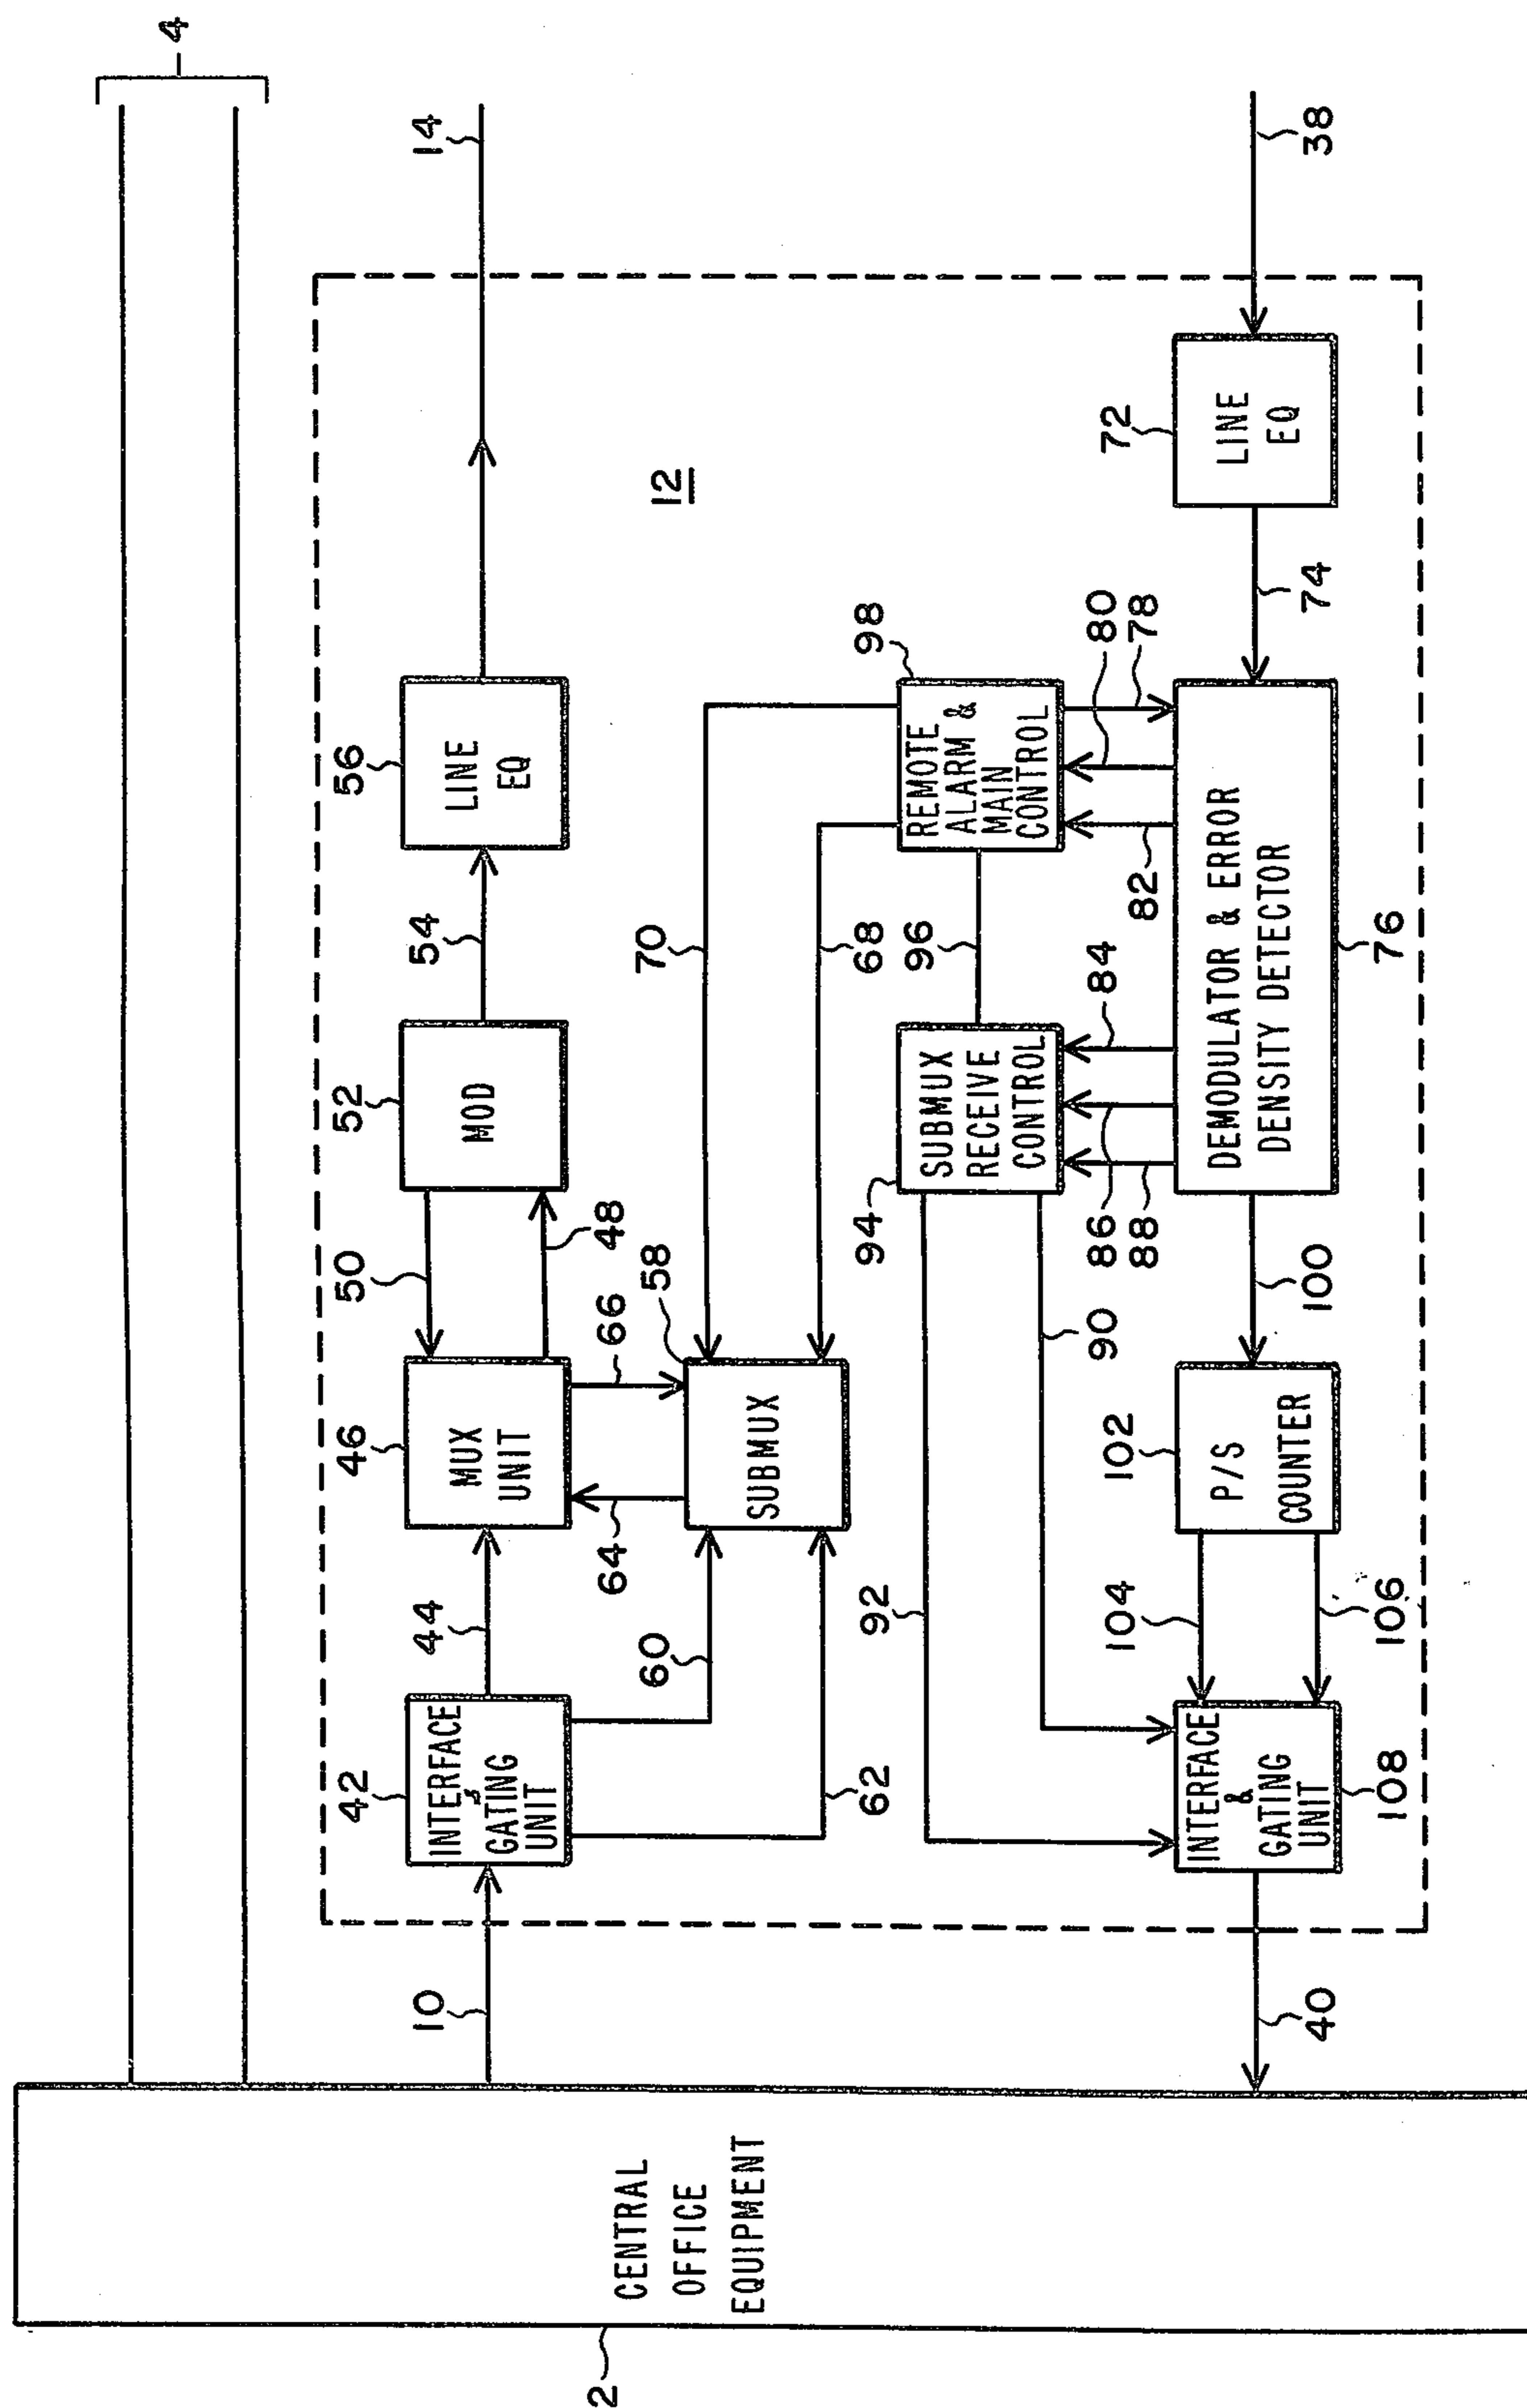 4
14
56
LINE
EQ
54
52
MOD
50
48
46
MUX
UNIT
66
64
58
SUBMUX
44
42
INTERFACE
&
GATING
UNIT
60
62
10
70
68
12
98
REMOTE
ALARM &
MAIN
CONTROL
96
94
SUBMUX
RECEIVE
CONTROL
92
90
80
78
82
84
86
88
38
72
LINE
EQ
74
DEMODULATOR & ERROR
DENSITY DETECTOR
76
100
102
P/S
COUNTER
104
106
INTERFACE
&
GATING
UNIT
108
40
CENTRAL
OFFICE
EQUIPMENT
2